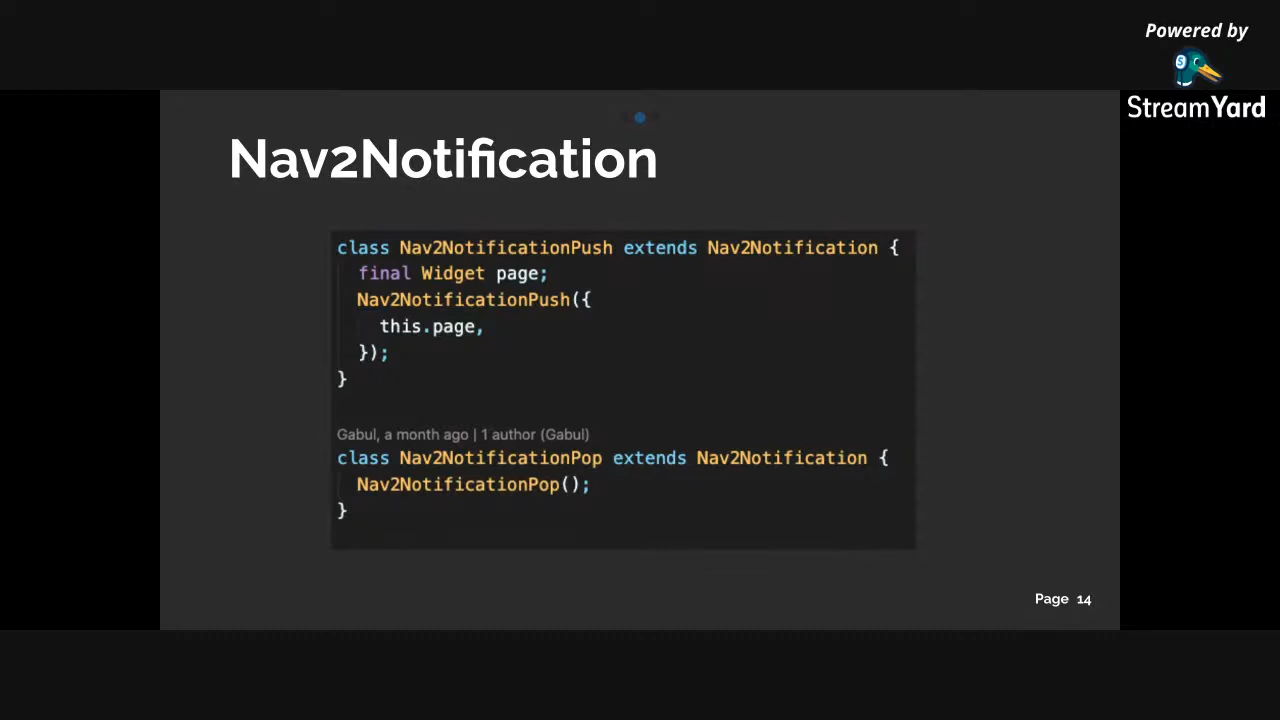 Powered by
StreamYard
Nav2Notification
class Nav2NotificationPush extends Nav2Notification {
  final Widget page;
  Nav2NotificationPush({
    this.page,
  });
}
Gabul, a month ago | 1 author (Gabul)
class Nav2NotificationPop extends Nav2Notification {
  Nav2NotificationPop();
}
Page 14